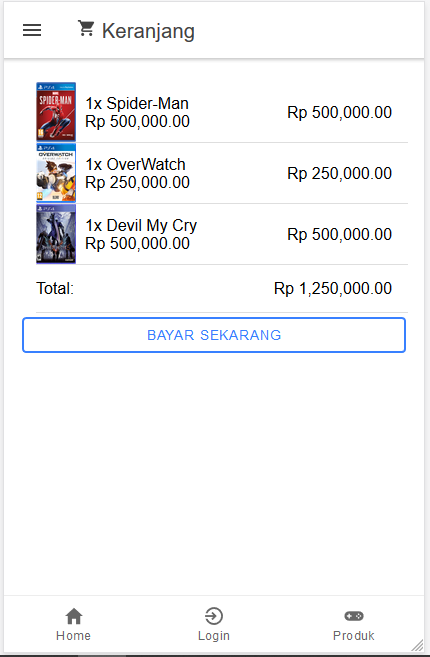 Keranjang
PS4
MARVEL
SPIDER-MAN
1x Spider-Man
Rp 500,000.00
Rp 500,000.00
PS4
OVERWATCH
1x OverWatch
Rp 250,000.00
Rp 250,000.00
PS4
1x Devil My Cry
Rp 500,000.00
Rp 500,000.00
Total:
Rp 1,250,000.00
BAYAR SEKARANG
Home
Login
Produk